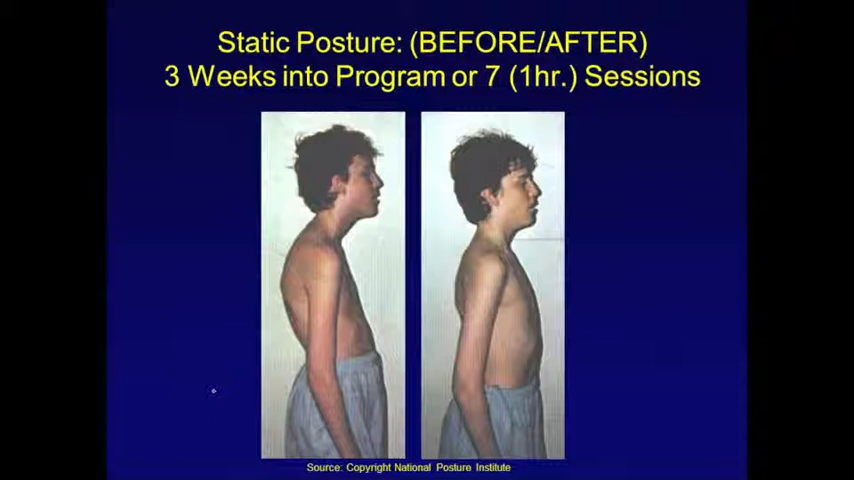 Static Posture: (BEFORE/AFTER)
3 Weeks into Program or 7 (1hr.) Sessions
Source: Copyright National Posture Institute